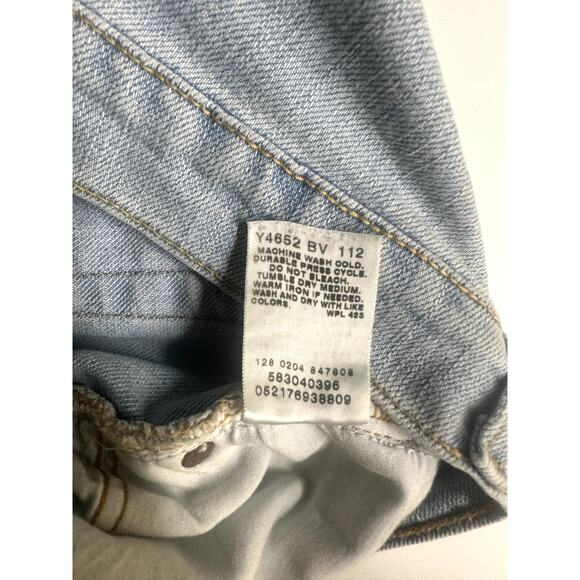 Y4652 BV 112
MACHINE WASH COLD.
DURABLE PRESS CYCLE.
DO NOT BLEACH.
TUMBLE DRY MEDIUM.
WARM IRON IF NEEDED.
WASH AND DRY WITH LIKE
COLORS.
WPL 423
128 0204 847808
583040396
052176938809